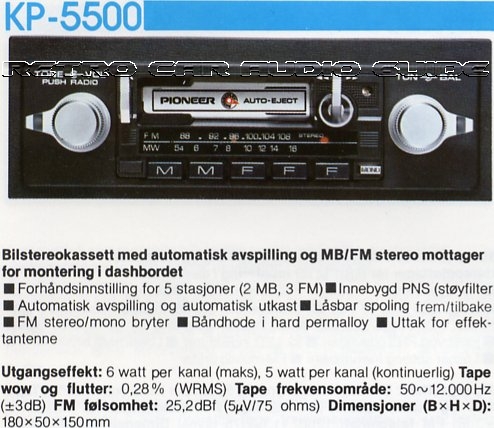 KP-5500
RETRO CAR AUDIO GUIDE
TONE VOL TUN BAL
PUSH RADIO
PIONEER AUTO-EJECT
FM 88 . 92 . 96 . 100 . 104 . 108 STEREO
MW 54 6 7 8 10 12 14 16
M M F F F MONO
Bilstereokassett med automatisk avspilling og MB/FM stereo mottager
for montering i dashbordet
■ Forhåndsinnstilling for 5 stasjoner (2 MB, 3 FM) ■ Innebygd PNS (støyfilter
■ Automatisk avspilling og automatisk utkast ■ Låsbar spoling frem/tilbake
■ FM stereo/mono bryter ■ Båndhode i hard permalloy ■ Uttak for effek-
tantenne
Utgangseffekt: 6 watt per kanal (maks), 5 watt per kanal (kontinuerlig) Tape
wow og flutter: 0,28% (WRMS) Tape frekvensområde: 50~12.000Hz
(±3dB) FM følsomhet: 25,2dBf (5μV/75 ohms) Dimensjoner (B×H×D):
180×50×150mm